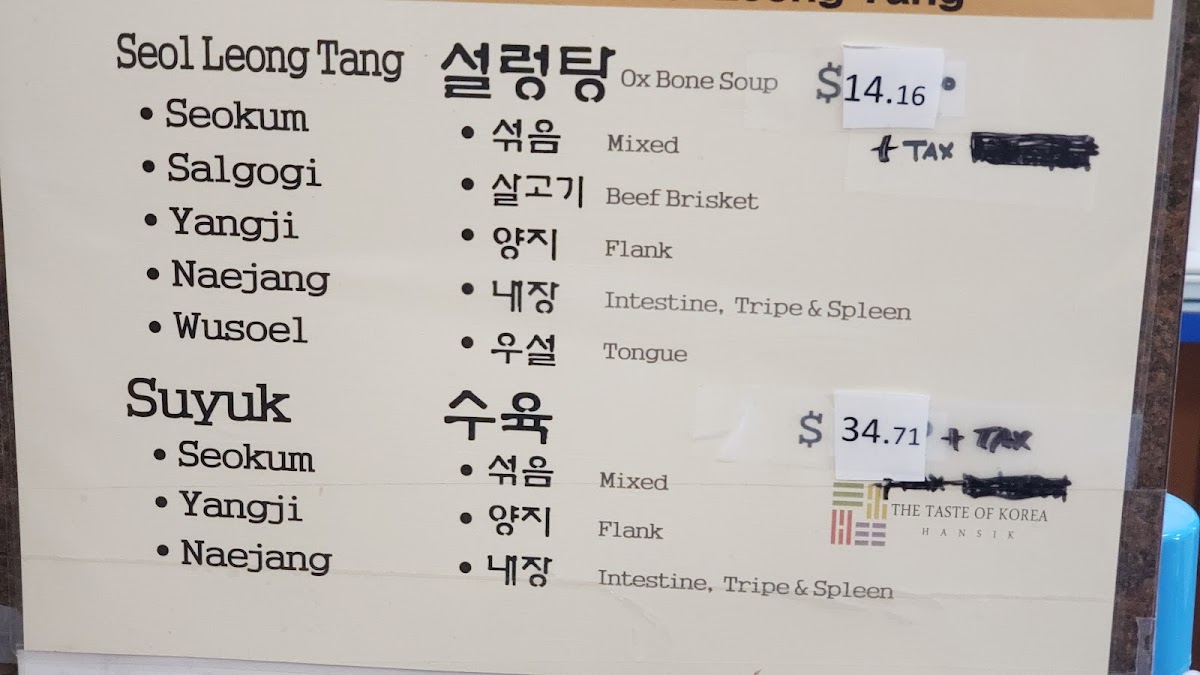 Leong Tang
Seol Leong Tang 설렁탕 Ox Bone Soup $14.16
+ TAX
• Seokum • 섞음 Mixed
• Salgogi • 살고기 Beef Brisket
• Yangji • 양지 Flank
• Naejang • 내장 Intestine, Tripe & Spleen
• Wusoel • 우설 Tongue
Suyuk 수육 $ 34.71 + TAX
• Seokum • 섞음 Mixed
• Yangji • 양지 Flank
• Naejang • 내장 Intestine, Tripe & Spleen
THE TASTE OF KOREA
HANSIK